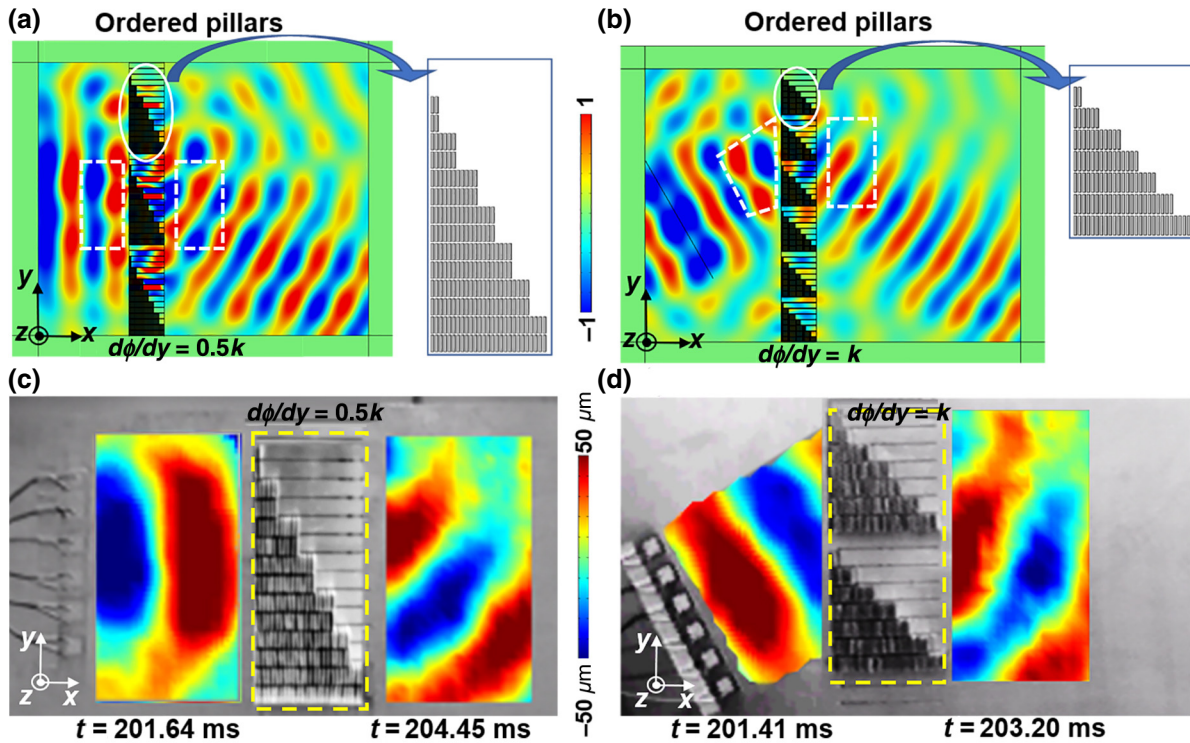 (a)
Ordered pillars
y
z
x
dϕ/dy = 0.5k
1
−1
(b)
Ordered pillars
y
z
x
dϕ/dy = k
(c)
dϕ/dy = 0.5k
y
z
x
t = 201.64 ms
t = 204.45 ms
50 μm
−50 μm
(d)
dϕ/dy = k
y
z
x
t = 201.41 ms
t = 203.20 ms